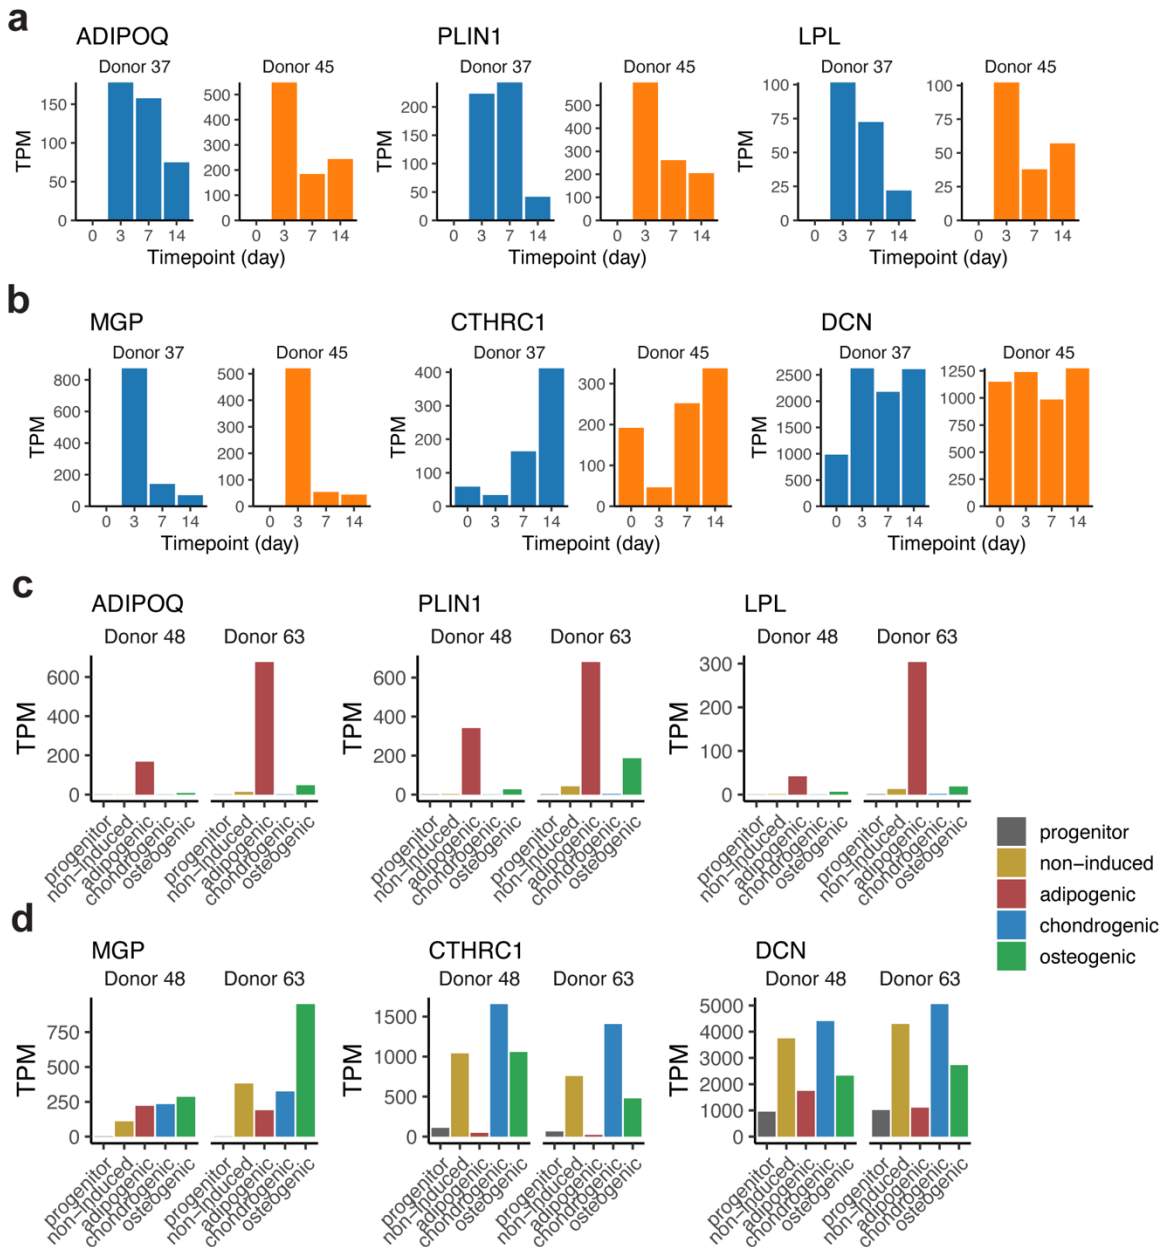 a
ADIPOQ PLIN1 LPL
Donor 37 Donor 45 Donor 37 Donor 45 Donor 37 Donor 45
TPM 150 100 50 0 500 400 300 200 100 0 TPM 200 150 100 50 0 500 400 300 200 100 0 TPM 100 75 50 25 0 100 75 50 25 0
0 3 7 14 0 3 7 14 0 3 7 14 0 3 7 14 0 3 7 14 0 3 7 14
Timepoint (day) Timepoint (day) Timepoint (day)
b
MGP CTHRC1 DCN
Donor 37 Donor 45 Donor 37 Donor 45 Donor 37 Donor 45
TPM 800 600 400 200 0 500 400 300 200 100 0 TPM 400 300 200 100 0 300 200 100 0 TPM 2500 2000 1500 1000 500 0 1250 1000 750 500 250 0
0 3 7 14 0 3 7 14 0 3 7 14 0 3 7 14 0 3 7 14 0 3 7 14
Timepoint (day) Timepoint (day) Timepoint (day)
c
ADIPOQ PLIN1 LPL
Donor 48 Donor 63 Donor 48 Donor 63 Donor 48 Donor 63
TPM 600 400 200 0 TPM 600 400 200 0 TPM 300 200 100 0
progenitor non-induced adipogenic chondrogenic osteogenic progenitor non-induced adipogenic chondrogenic osteogenic progenitor non-induced adipogenic chondrogenic osteogenic progenitor non-induced adipogenic chondrogenic osteogenic progenitor non-induced adipogenic chondrogenic osteogenic progenitor non-induced adipogenic chondrogenic osteogenic
progenitor
non-induced
adipogenic
chondrogenic
osteogenic
d
MGP CTHRC1 DCN
Donor 48 Donor 63 Donor 48 Donor 63 Donor 48 Donor 63
TPM 750 500 250 0 TPM 1500 1000 500 0 TPM 5000 4000 3000 2000 1000 0
progenitor non-induced adipogenic chondrogenic osteogenic progenitor non-induced adipogenic chondrogenic osteogenic progenitor non-induced adipogenic chondrogenic osteogenic progenitor non-induced adipogenic chondrogenic osteogenic progenitor non-induced adipogenic chondrogenic osteogenic progenitor non-induced adipogenic chondrogenic osteogenic